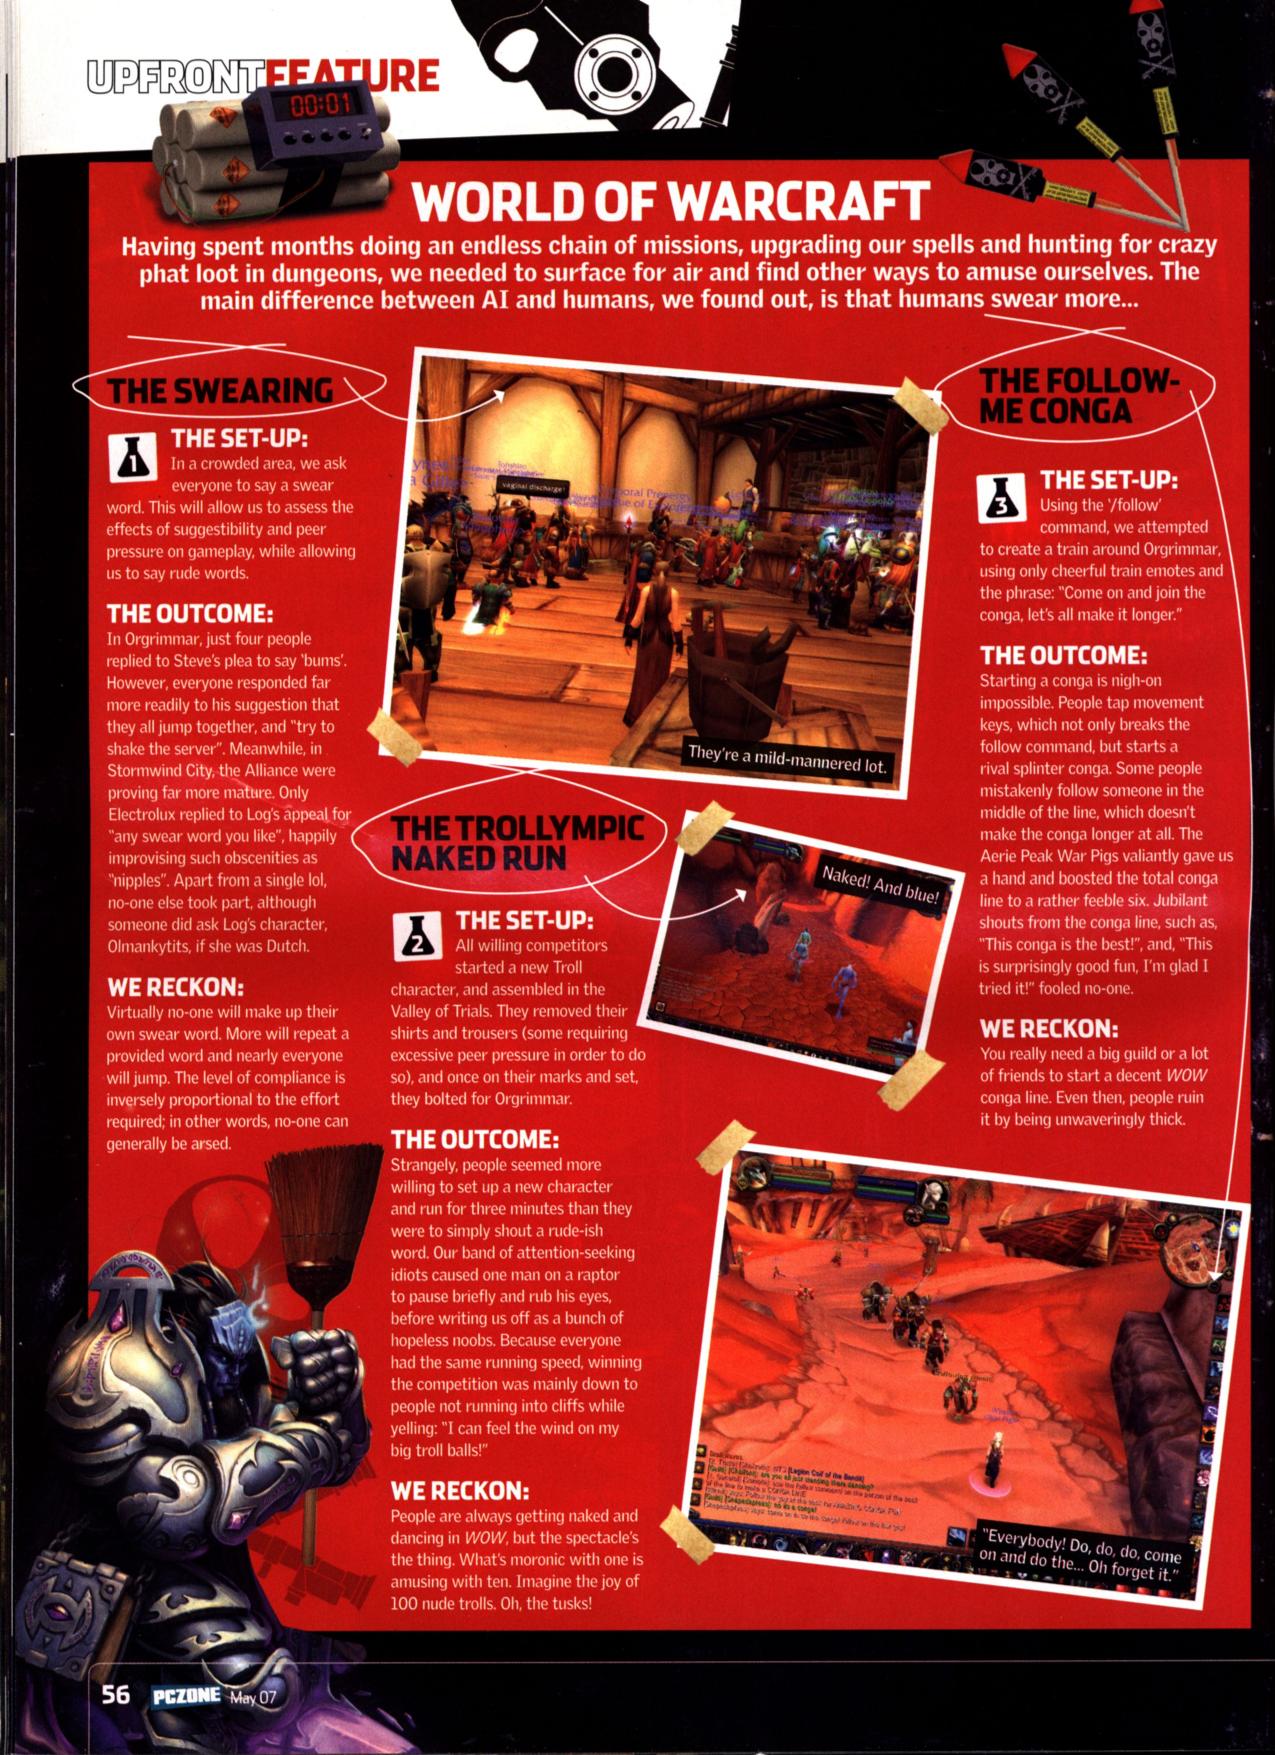 UPFRONTFEATURE
00:01
WORLD OF WARCRAFT
Having spent months doing an endless chain of missions, upgrading our spells and hunting for crazy
phat loot in dungeons, we needed to surface for air and find other ways to amuse ourselves. The
main difference between AI and humans, we found out, is that humans swear more...
THE SWEARING
1
THE SET-UP:
In a crowded area, we ask
everyone to say a swear
word. This will allow us to assess the
effects of suggestibility and peer
pressure on gameplay, while allowing
us to say rude words.
THE OUTCOME:
In Orgrimmar, just four people
replied to Steve's plea to say 'bums'.
However, everyone responded far
more readily to his suggestion that
they all jump together, and "try to
shake the server". Meanwhile, in
Stormwind City, the Alliance were
proving far more mature. Only
Electrolux replied to Log's appeal for
"any swear word you like", happily
improvising such obscenities as
"nipples". Apart from a single lol,
no-one else took part, although
someone did ask Log's character,
Olmankytits, if she was Dutch.
WE RECKON:
Virtually no-one will make up their
own swear word. More will repeat a
provided word and nearly everyone
will jump. The level of compliance is
inversely proportional to the effort
required; in other words, no-one can
generally be arsed.
vaginal discharge!
They're a mild-mannered lot.
THE TROLLYMPIC
NAKED RUN
2
THE SET-UP:
All willing competitors
started a new Troll
character, and assembled in the
Valley of Trials. They removed their
shirts and trousers (some requiring
excessive peer pressure in order to do
so), and once on their marks and set,
they bolted for Orgrimmar.
THE OUTCOME:
Strangely, people seemed more
willing to set up a new character
and run for three minutes than they
were to simply shout a rude-ish
word. Our band of attention-seeking
idiots caused one man on a raptor
to pause briefly and rub his eyes,
before writing us off as a bunch of
hopeless noobs. Because everyone
had the same running speed, winning
the competition was mainly down to
people not running into cliffs while
yelling: "I can feel the wind on my
big troll balls!"
WE RECKON:
People are always getting naked and
dancing in WOW, but the spectacle's
the thing. What's moronic with one is
amusing with ten. Imagine the joy of
100 nude trolls. Oh, the tusks!
Naked! And blue!
THE FOLLOW-
ME CONGA
3
THE SET-UP:
Using the '/follow'
command, we attempted
to create a train around Orgrimmar,
using only cheerful train emotes and
the phrase: "Come on and join the
conga, let's all make it longer."
THE OUTCOME:
Starting a conga is nigh-on
impossible. People tap movement
keys, which not only breaks the
follow command, but starts a
rival splinter conga. Some people
mistakenly follow someone in the
middle of the line, which doesn't
make the conga longer at all. The
Aerie Peak War Pigs valiantly gave us
a hand and boosted the total conga
line to a rather feeble six. Jubilant
shouts from the conga line, such as,
"This conga is the best!", and, "This
is surprisingly good fun, I'm glad I
tried it!" fooled no-one.
WE RECKON:
You really need a big guild or a lot
of friends to start a decent WOW
conga line. Even then, people ruin
it by being unwaveringly thick.
"Everybody! Do, do, do, come
on and do the... Oh forget it."
56 PCZONE May 07